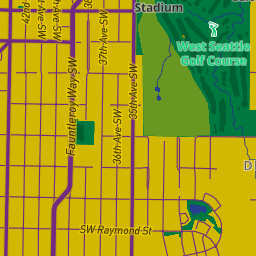 Stadium
West Seattle
Golf Course
42nd
37th Ave SW
35th Ave SW
36th Ave SW
Fauntleroy Way SW
SW Raymond St